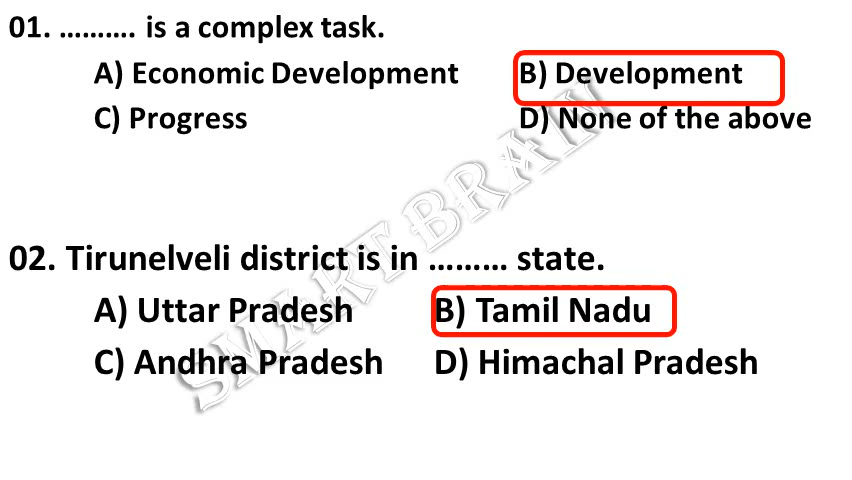 01. ………. is a complex task.
A) Economic Development B) Development
C) Progress D) None of the above
02. Tirunelveli district is in ……… state.
A) Uttar Pradesh B) Tamil Nadu
C) Andhra Pradesh D) Himachal Pradesh
SMART BRAIN